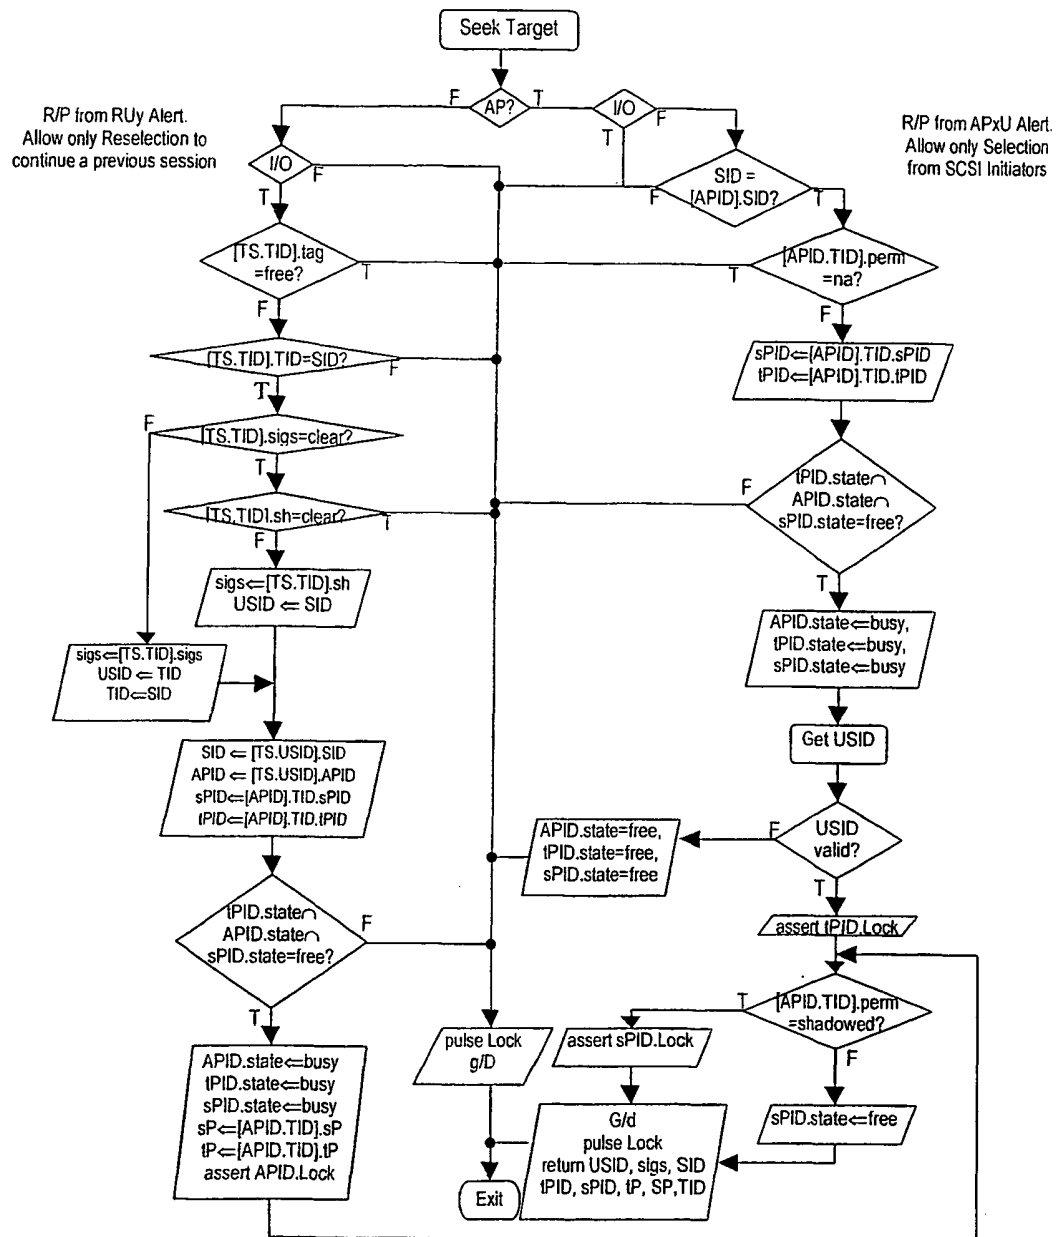 Seek Target
F
AP?
T
I/O
F
T
R/P from RUy Alert.
Allow only Reselection to
continue a previous session
R/P from APxU Alert.
Allow only Selection
from SCSI Initiators
I/O
F
T
SID =
[APID].SID?
F
T
[TS.TID].tag
=free?
T
F
[APID.TID].perm
=na?
T
F
[TS.TID].TID=SID?
F
T
sPID⇐[APID].TID.sPID
tPID⇐[APID].TID.tPID
F
[TS.TID].sigs=clear?
T
[TS.TID].sh=clear?
T
F
F
tPID.state∩
APID.state∩
sPID.state=free?
T
sigs⇐[TS.TID].sh
USID ⇐ SID
APID.state⇐busy,
tPID.state⇐busy,
sPID.state⇐busy
sigs⇐[TS.TID].sigs
USID ⇐ TID
TID⇐SID
Get USID
SID ⇐ [TS.USID].SID
APID ⇐ [TS.USID].APID
sPID⇐[APID].TID.sPID
tPID⇐[APID].TID.tPID
APID.state=free,
tPID.state=free,
sPID.state=free
F
USID
valid?
T
tPID.state∩
APID.state∩
sPID.state=free?
F
T
assert tPID.Lock
T
[APID.TID].perm
=shadowed?
F
APID.state⇐busy
tPID.state⇐busy
sPID.state⇐busy
sP⇐[APID.TID].sP
tP⇐[APID.TID].tP
assert APID.Lock
pulse Lock
g/D
assert sPID.Lock
sPID.state⇐free
G/d
pulse Lock
return USID, sigs, SID
tPID, sPID, tP, SP,TID
Exit